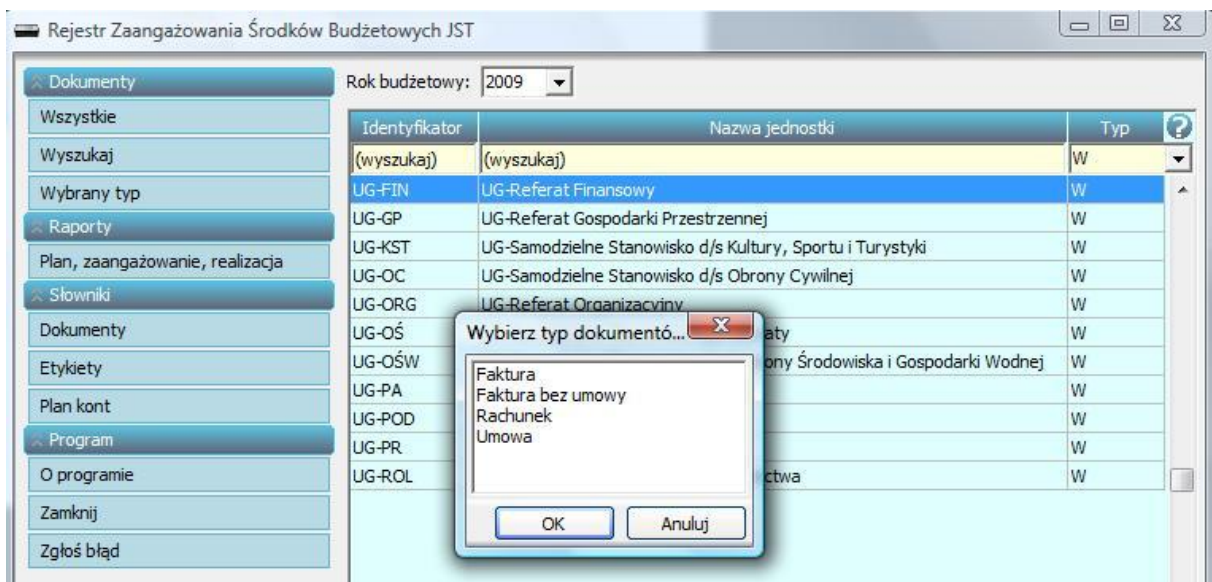 Rejestr Zaangażowania Środków Budżetowych JST
Dokumenty
Wszystkie
Wyszukaj
Wybrany typ
Raporty
Plan, zaangażowanie, realizacja
Słowniki
Dokumenty
Etykiety
Plan kont
Program
O programie
Zamknij
Zgłoś błąd
Rok budżetowy: 2009
Identyfikator Nazwa jednostki Typ ?
(wyszukaj) (wyszukaj) W
UG-FIN UG-Referat Finansowy W
UG-GP UG-Referat Gospodarki Przestrzennej W
UG-KST UG-Samodzielne Stanowisko d/s Kultury, Sportu i Turystyki W
UG-OC UG-Samodzielne Stanowisko d/s Obrony Cywilnej W
UG-ORG UG-Referat Organizacyjny W
UG-OŚ aty W
UG-OŚW ony Środowiska i Gospodarki Wodnej W
UG-PA W
UG-POD W
UG-PR W
UG-ROL ctwa W
Wybierz typ dokumentó...
Faktura
Faktura bez umowy
Rachunek
Umowa
OK Anuluj